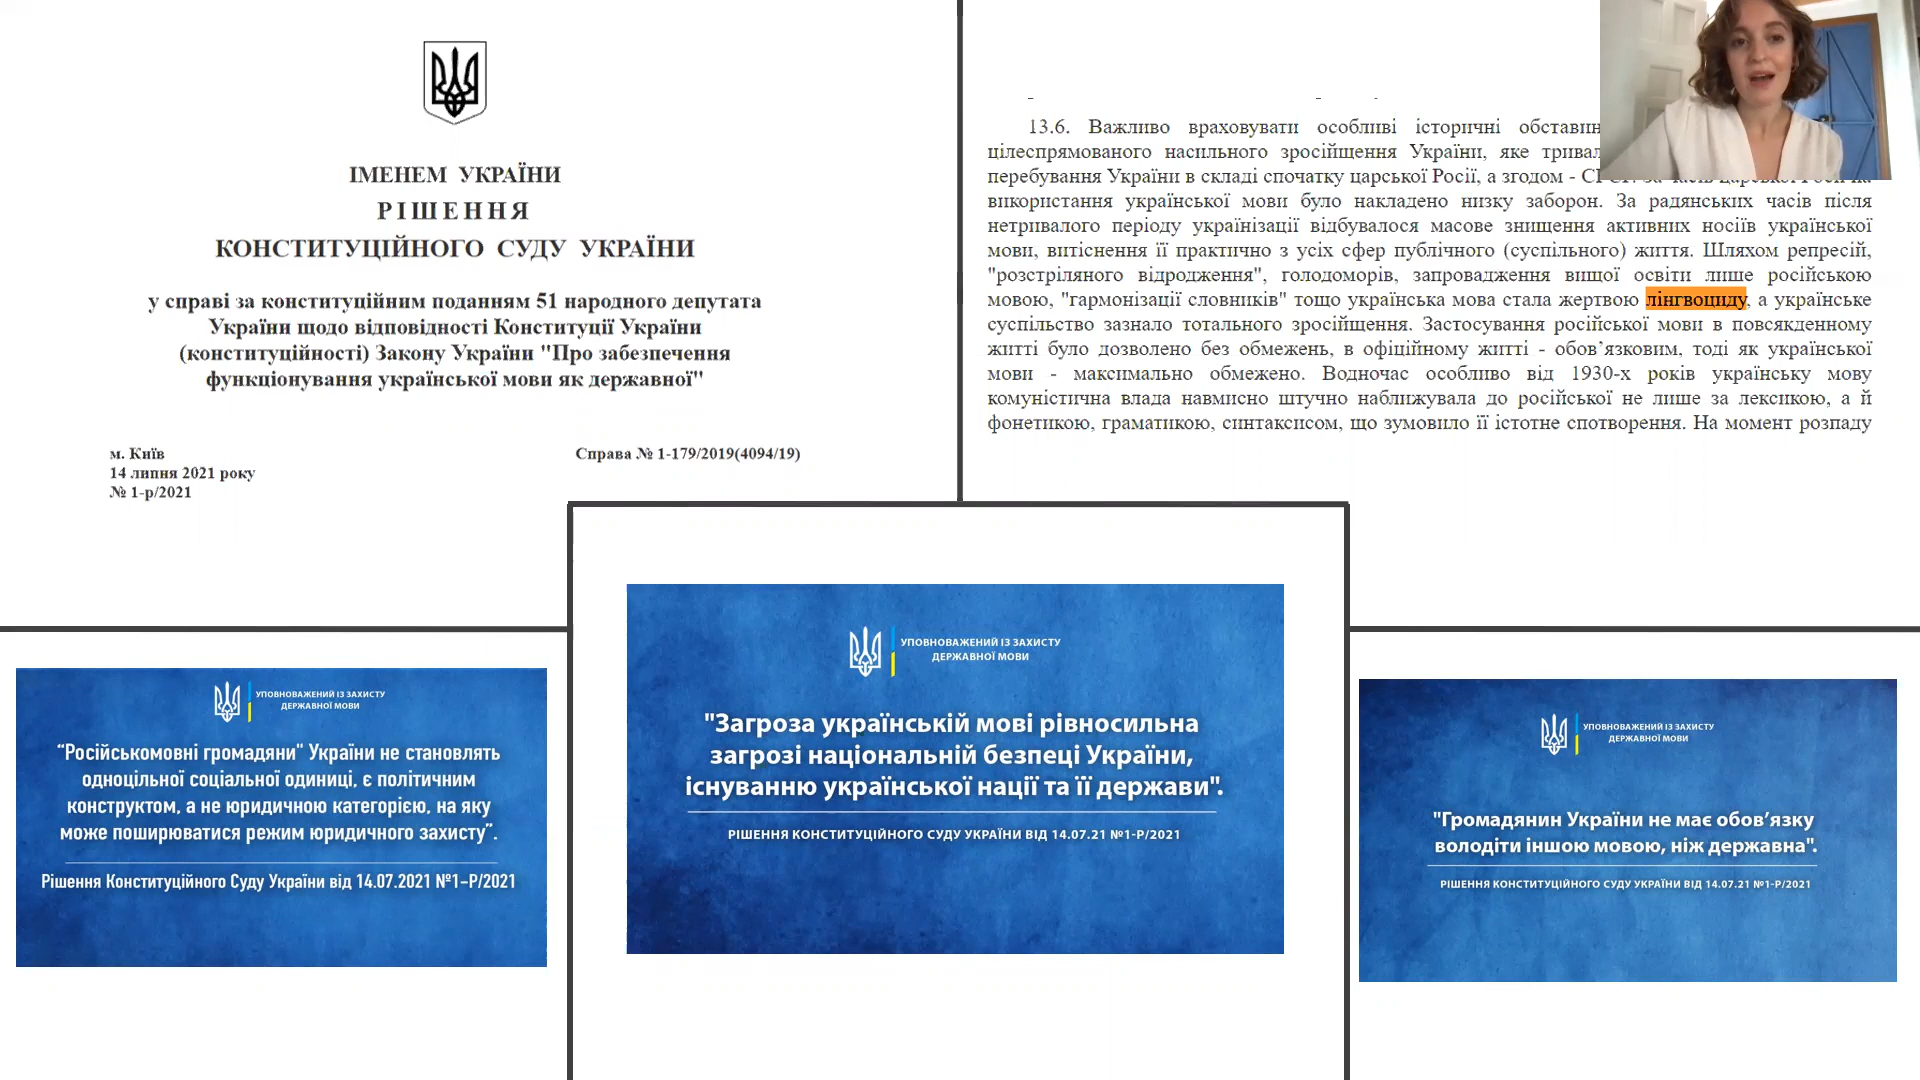 ІМЕНЕМ УКРАЇНИ
РІШЕННЯ
КОНСТИТУЦІЙНОГО СУДУ УКРАЇНИ
у справі за конституційним поданням 51 народного депутата
України щодо відповідності Конституції України
(конституційності) Закону України "Про забезпечення
функціонування української мови як державної"
м. Київ
14 липня 2021 року
№ 1-р/2021
Справа № 1-179/2019(4094/19)
13.6. Важливо враховувати особливі історичні
цілеспрямованого насильного зросійщення України, яке
перебування України в складі спочатку царської Росії, а згодом -
використання української мови було накладено низку заборон. За радянських часів після
нетривалого періоду українізації відбувалося масове знищення активних носіїв української
мови, витіснення її практично з усіх сфер публічного (суспільного) життя. Шляхом репресій,
"розстріляного відродження", голодоморів, запровадження вищої освіти лише російською
мовою, "гармонізації словників" тощо українська мова стала жертвою лінгвоциду, а українське
суспільство зазнало тотального зросійщення. Застосування російської мови в повсякденному
житті було дозволено без обмежень, в офіційному житті - обов’язковим, тоді як української
мови - максимально обмежено. Водночас особливо від 1930-х років українську мову
комуністична влада навмисно штучно наближувала до російської не лише за лексикою, а й
фонетикою, граматикою, синтаксисом, що зумовило її істотне спотворення. На момент розпаду
УПОВНОВАЖЕНИЙ ІЗ ЗАХИСТУ
ДЕРЖАВНОЇ МОВИ
“Російськомовні громадяни" України не становлять
одноцільної соціальної одиниці, є політичним
конструктом, а не юридичною категорією, на яку
може поширюватися режим юридичного захисту”.
Рішення Конституційного Суду України від 14.07.2021 №1-Р/2021
УПОВНОВАЖЕНИЙ ІЗ ЗАХИСТУ
ДЕРЖАВНОЇ МОВИ
"Загроза українській мові рівносильна
загрозі національній безпеці України,
існуванню української нації та її держави".
РІШЕННЯ КОНСТИТУЦІЙНОГО СУДУ УКРАЇНИ ВІД 14.07.21 №1-Р/2021
УПОВНОВАЖЕНИЙ ІЗ ЗАХИСТУ
ДЕРЖАВНОЇ МОВИ
"Громадянин України не має обов’язку
володіти іншою мовою, ніж державна".
РІШЕННЯ КОНСТИТУЦІЙНОГО СУДУ УКРАЇНИ ВІД 14.07.21 №1-Р/2021